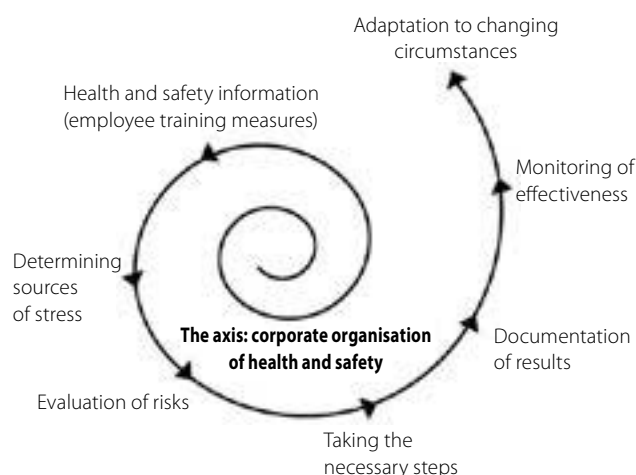 Adaptation to changing
circumstances
Health and safety information
(employee training measures)
Monitoring of
effectiveness
Determining
sources
of stress
The axis: corporate organisation
of health and safety
Documentation
of results
Evaluation of risks
Taking the
necessary steps